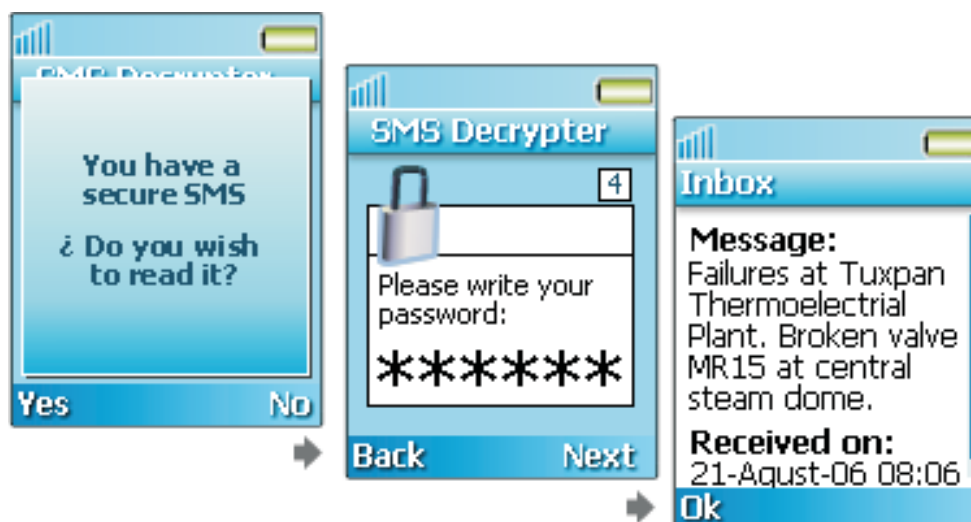 SMS Decrypter
You have a
secure SMS
¿ Do you wish
to read it?
Yes No
SMS Decrypter
4
Please write your
password:
******
Back Next
Inbox
Message:
Failures at Tuxpan
Thermoelectrial
Plant. Broken valve
MR15 at central
steam dome.
Received on:
21-Agust-06 08:06
Ok